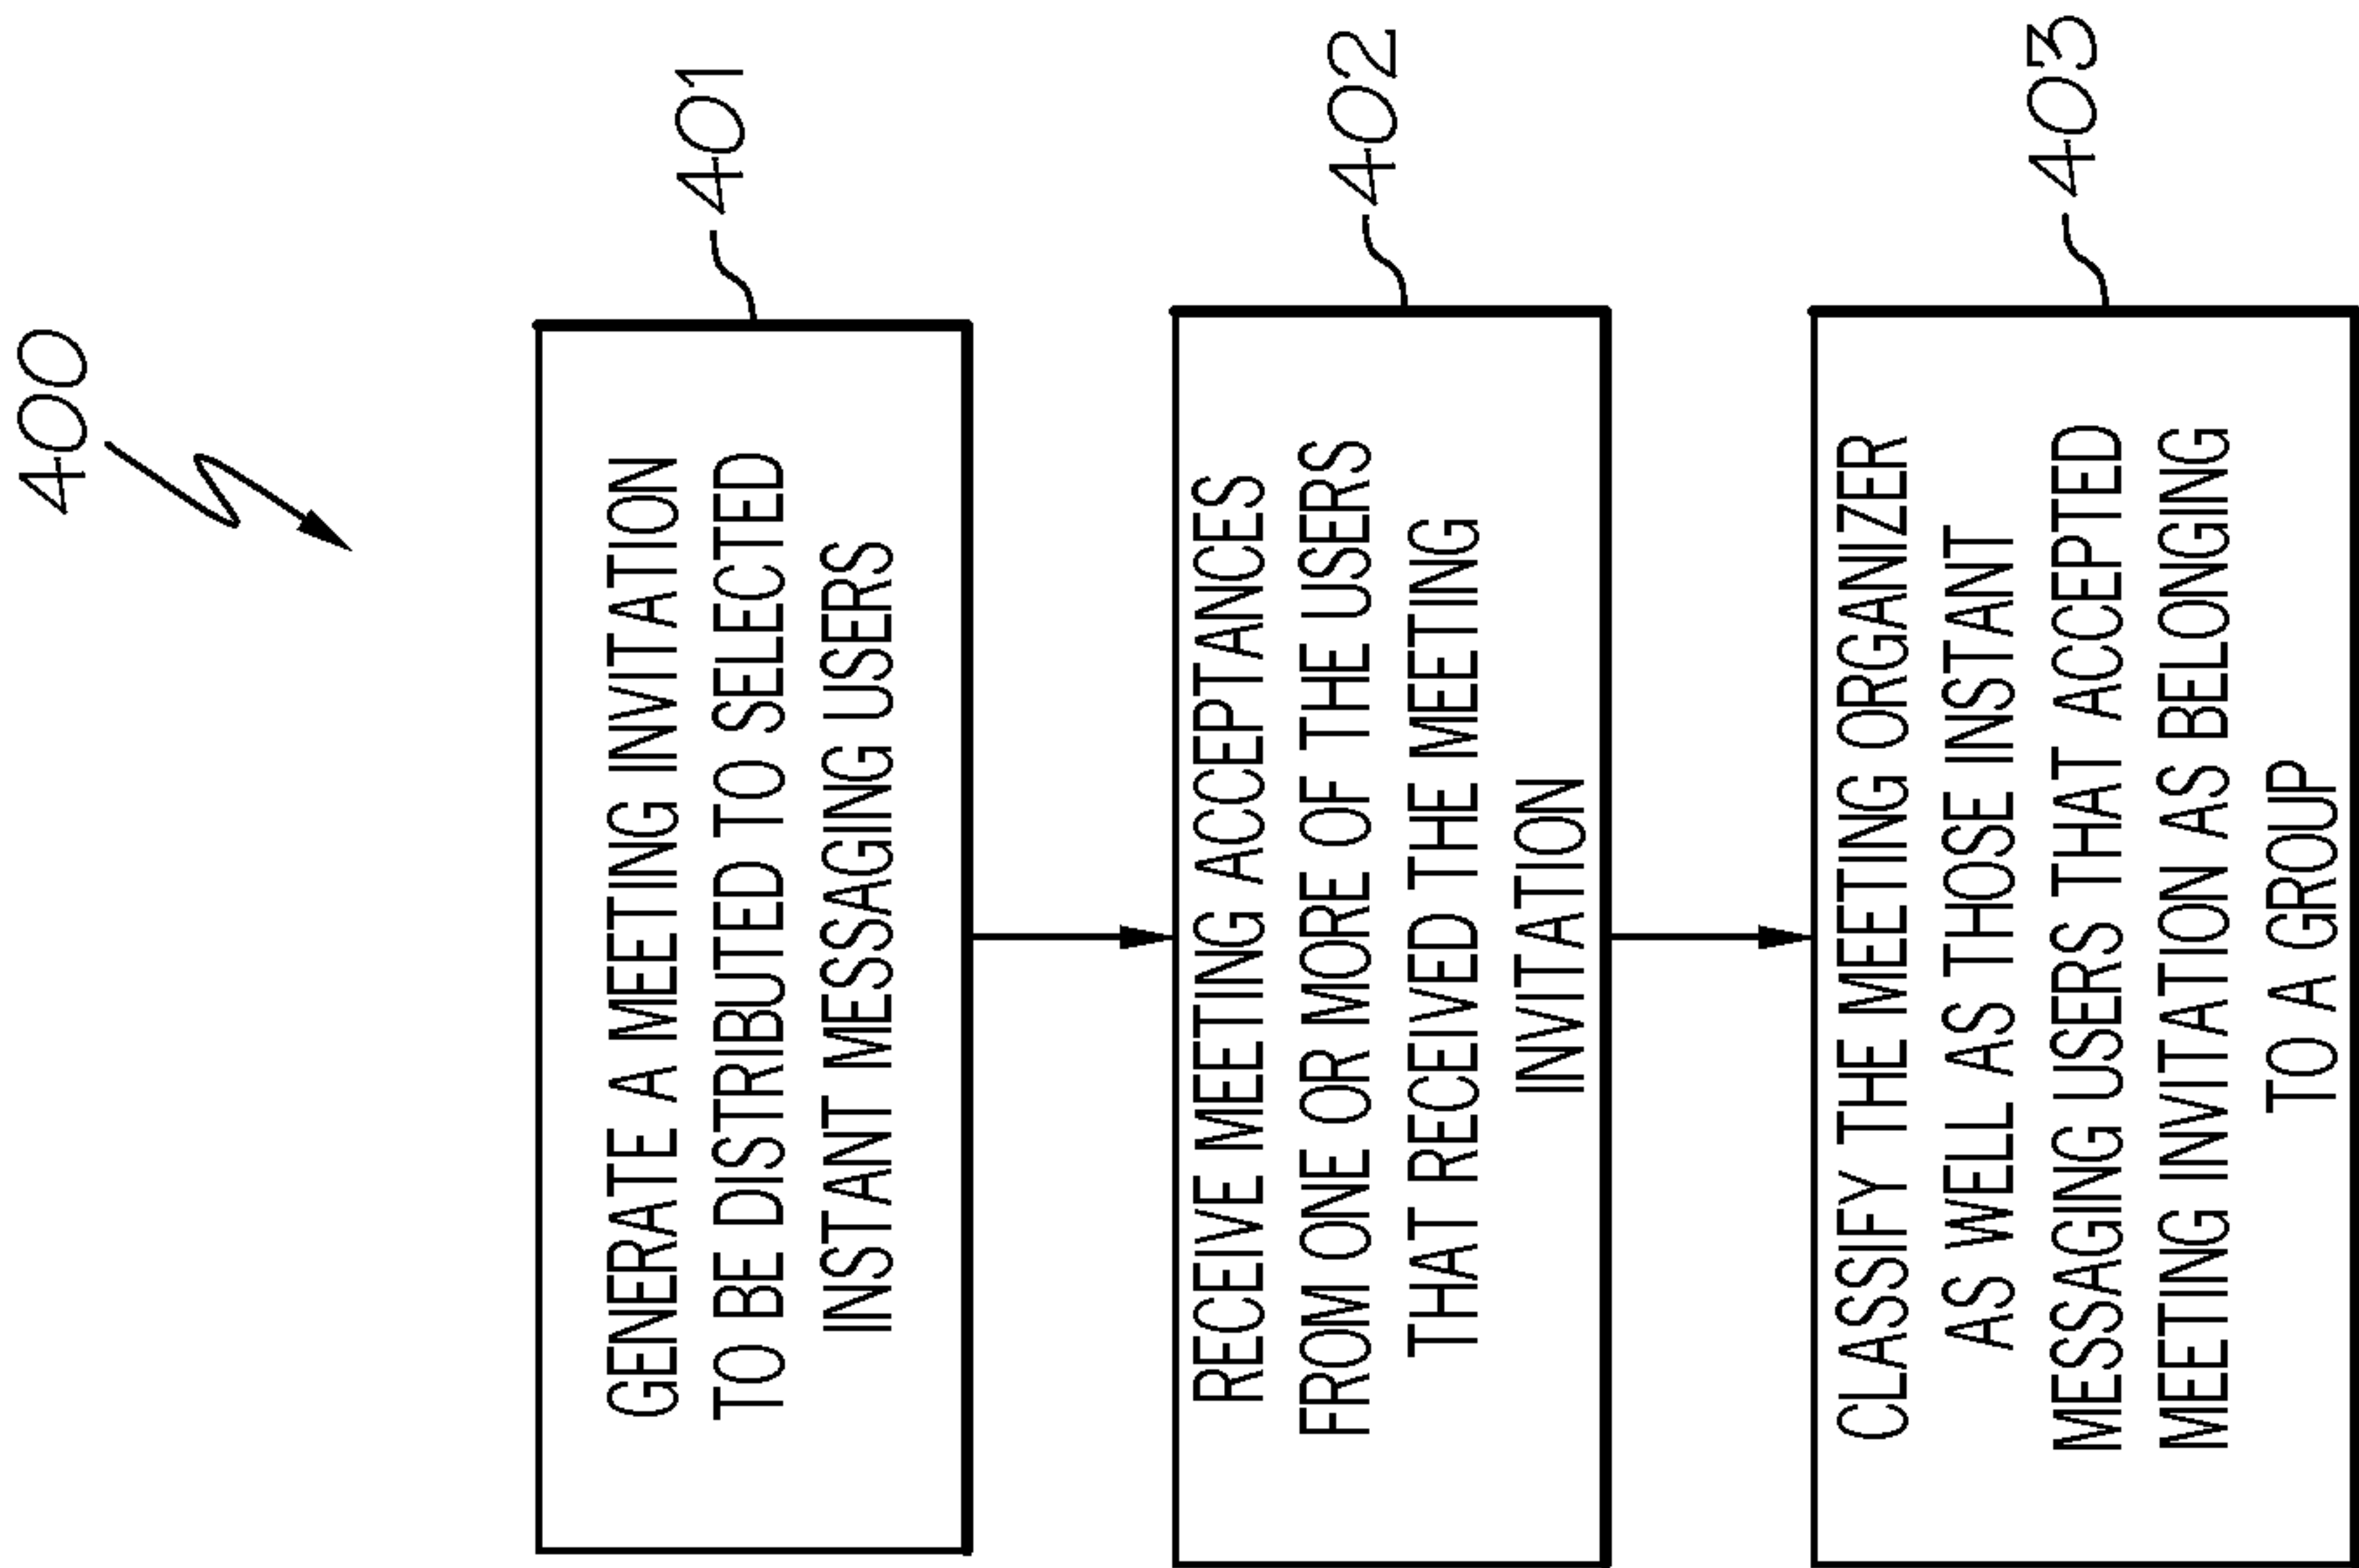 400
401
GENERATE A MEETING INVITATION
TO BE DISTRIBUTED TO SELECTED
INSTANT MESSAGING USERS
402
RECEIVE MEETING ACCEPTANCES
FROM ONE OR MORE OF THE USERS
THAT RECEIVED THE MEETING
INVITATION
403
CLASSIFY THE MEETING ORGANIZER
AS WELL AS THOSE INSTANT
MESSAGING USERS THAT ACCEPTED
MEETING INVITATION AS BELONGING
TO A GROUP